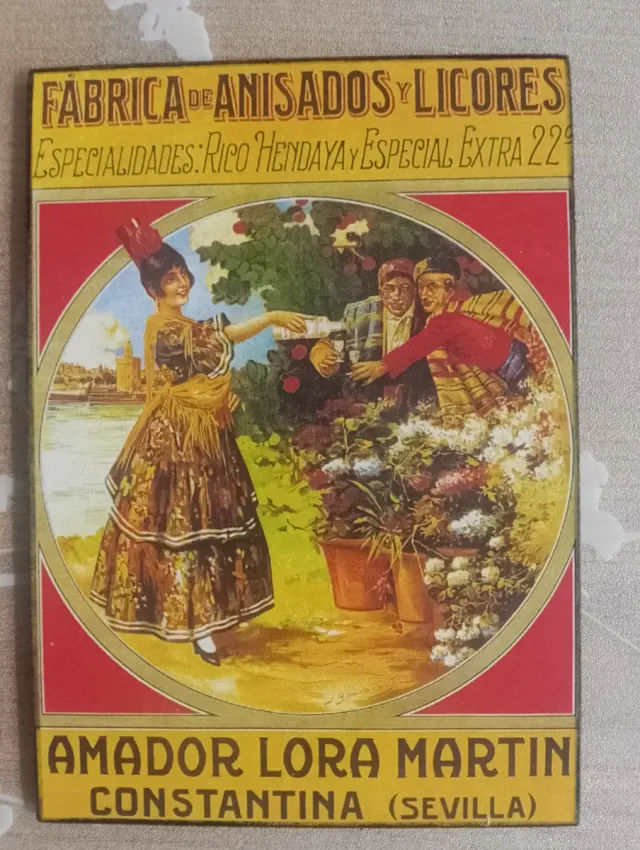 FÁBRICA DE ANISADOS Y LICORES
ESPECIALIDADES: RICO HENDAYA Y ESPECIAL EXTRA 22º
AMADOR LORA MARTIN
CONSTANTINA (SEVILLA)